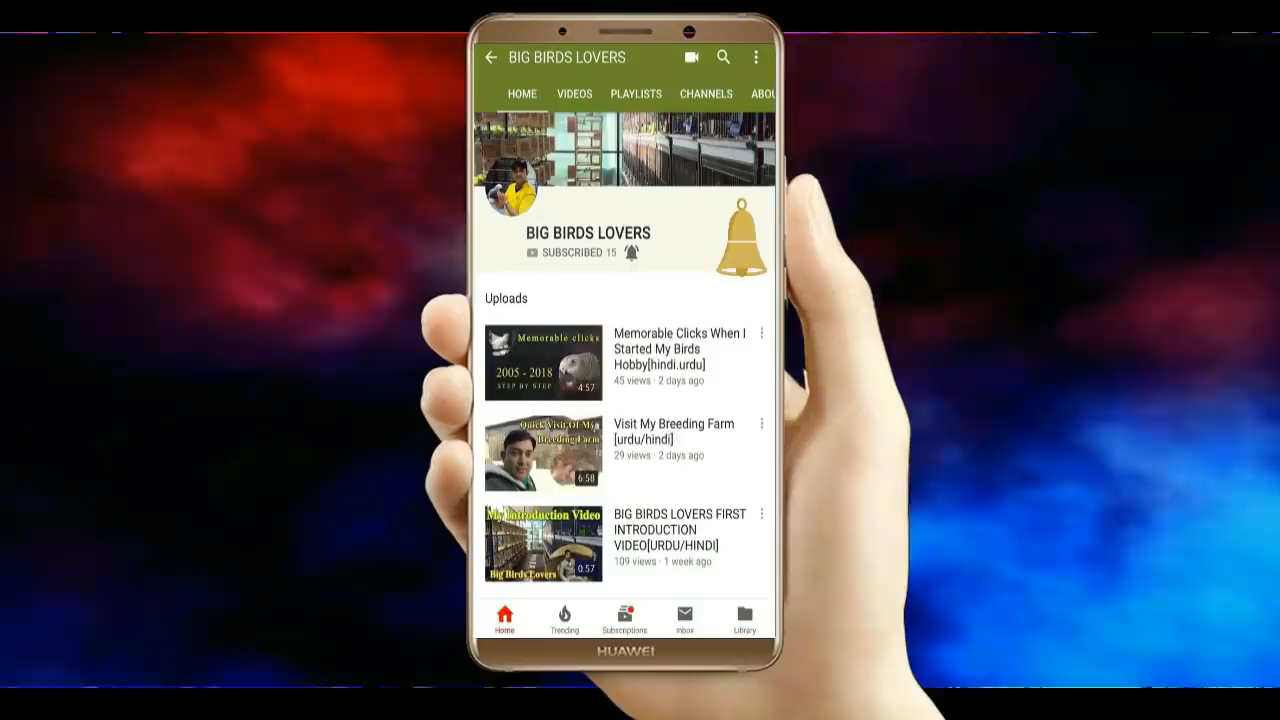 BIG BIRDS LOVERS
HOME VIDEOS PLAYLISTS CHANNELS ABOU
BIG BIRDS LOVERS
SUBSCRIBED 15
Uploads
Memorable clicks
2005 - 2018
STEP BY STEP
4:57
Memorable Clicks When I
Started My Birds
Hobby[hindi.urdu]
45 views · 2 days ago
Quick Visit Of My
Breeding Farm
6:58
Visit My Breeding Farm
[urdu/hindi]
29 views · 2 days ago
My Introduction Video
0:57
Big Birds Lovers
BIG BIRDS LOVERS FIRST
INTRODUCTION
VIDEO[URDU/HINDI]
109 views · 1 week ago
Home Trending Subscriptions Inbox Library
HUAWEI